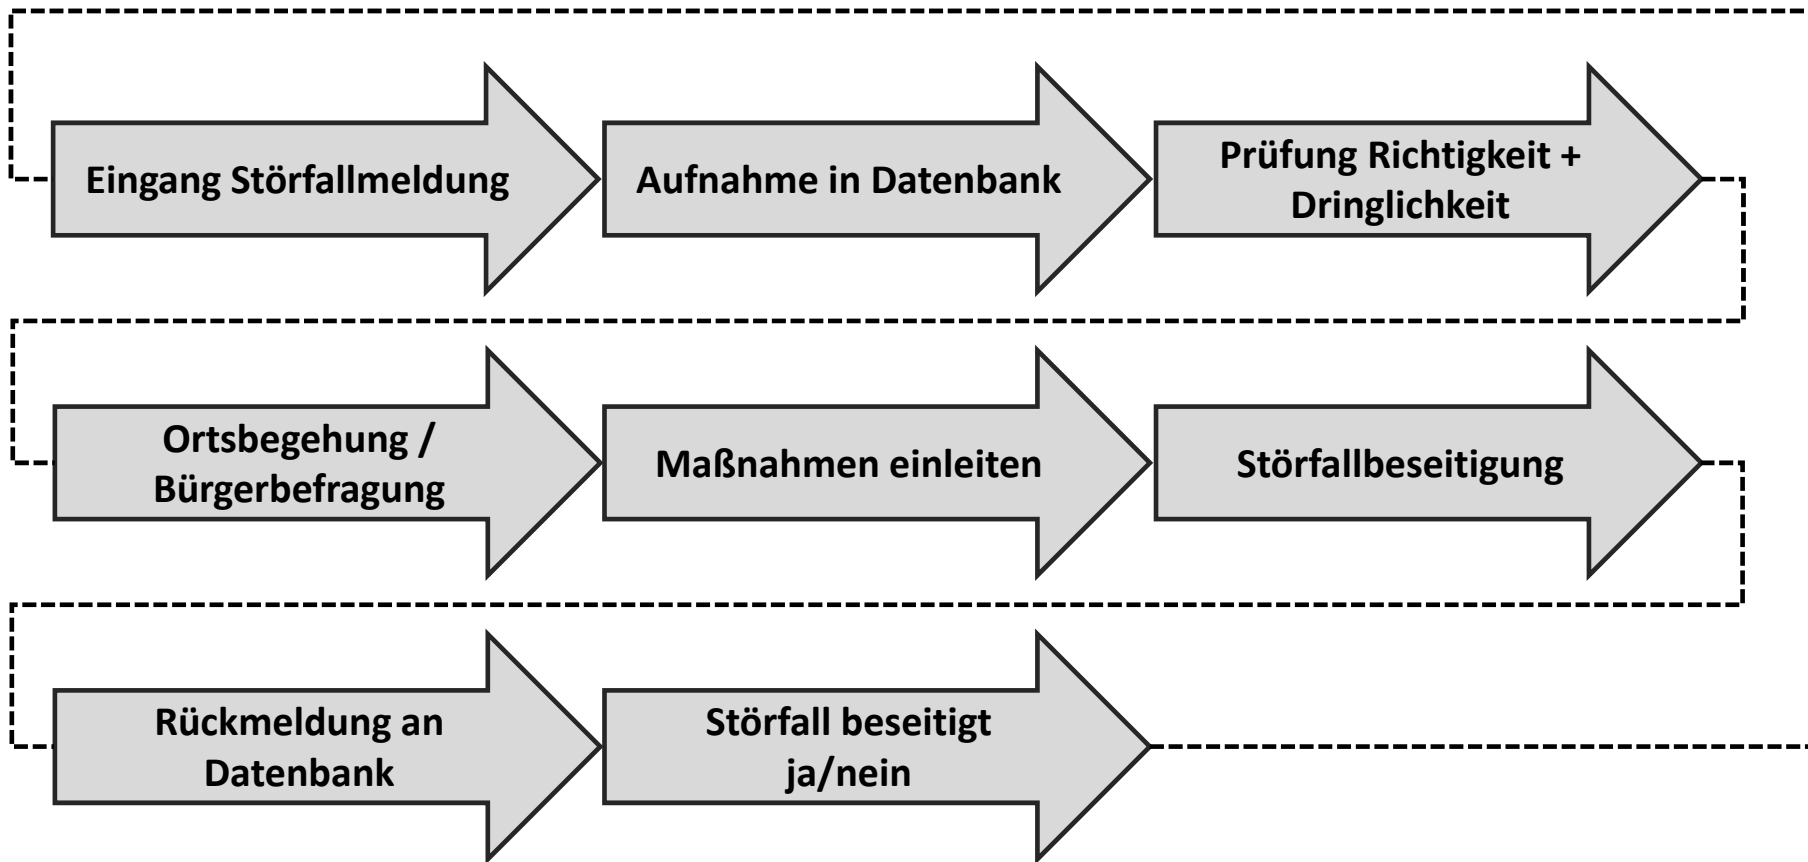 Eingang Störfallmeldung
Aufnahme in Datenbank
Prüfung Richtigkeit +
Dringlichkeit
Ortsbegehung /
Bürgerbefragung
Maßnahmen einleiten
Störfallbeseitigung
Rückmeldung an
Datenbank
Störfall beseitigt
ja/nein